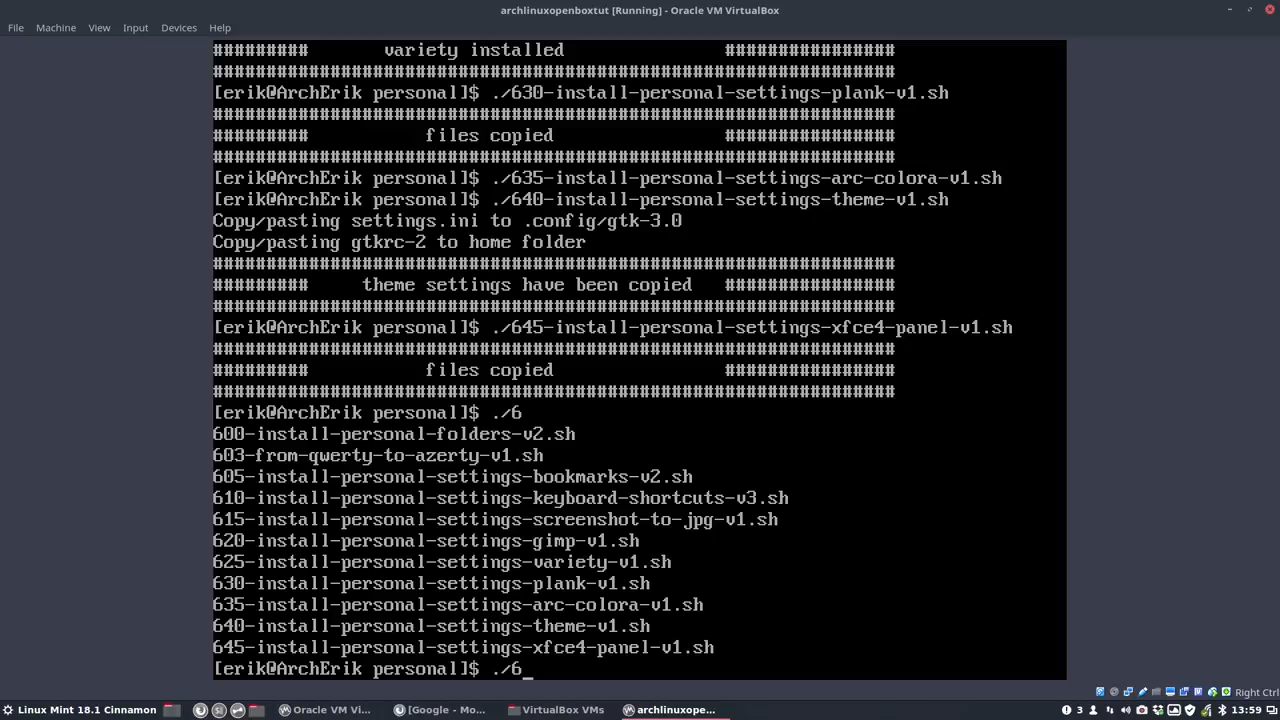 archlinuxopenboxtut [Running] - Oracle VM VirtualBox
File Machine View Input Devices Help
######### variety installed ################
################################################################
[erik@ArchErik personal]$ ./630-install-personal-settings-plank-v1.sh
################################################################
######### files copied ################
################################################################
[erik@ArchErik personal]$ ./635-install-personal-settings-arc-colora-v1.sh
[erik@ArchErik personal]$ ./640-install-personal-settings-theme-v1.sh
Copy/pasting settings.ini to .config/gtk-3.0
Copy/pasting gtkrc-2 to home folder
################################################################
######### theme settings have been copied ################
################################################################
[erik@ArchErik personal]$ ./645-install-personal-settings-xfce4-panel-v1.sh
################################################################
######### files copied ################
################################################################
[erik@ArchErik personal]$ ./6
600-install-personal-folders-v2.sh
603-from-qwerty-to-azerty-v1.sh
605-install-personal-settings-bookmarks-v2.sh
610-install-personal-settings-keyboard-shortcuts-v3.sh
615-install-personal-settings-screenshot-to-jpg-v1.sh
620-install-personal-settings-gimp-v1.sh
625-install-personal-settings-variety-v1.sh
630-install-personal-settings-plank-v1.sh
635-install-personal-settings-arc-colora-v1.sh
640-install-personal-settings-theme-v1.sh
645-install-personal-settings-xfce4-panel-v1.sh
[erik@ArchErik personal]$ ./6_
Right Ctrl
Linux Mint 18.1 Cinnamon Oracle VM Vi... [Google - Mo... VirtualBox VMs archlinuxope... 3 13:59